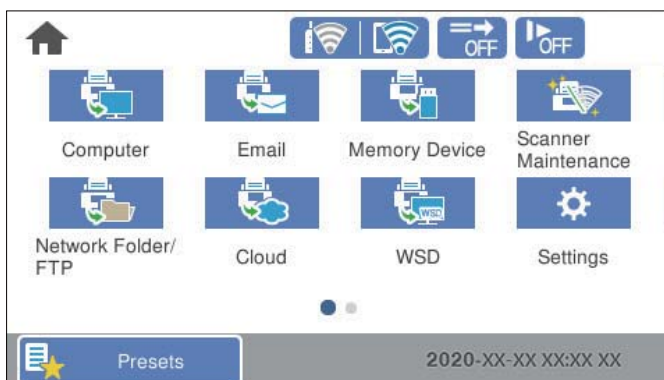 OFF
OFF
Computer
Email
Memory Device
Scanner
Maintenance
WSD
Network Folder/
FTP
Cloud
WSD
Settings
Presets
2020-XX-XX XX:XX XX